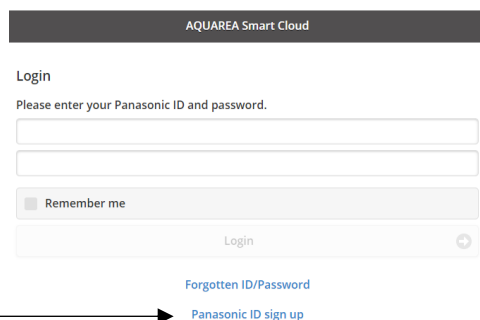 AQUAREA Smart Cloud
Login
Please enter your Panasonic ID and password.
Remember me
Login
Forgotten ID/Password
Panasonic ID sign up